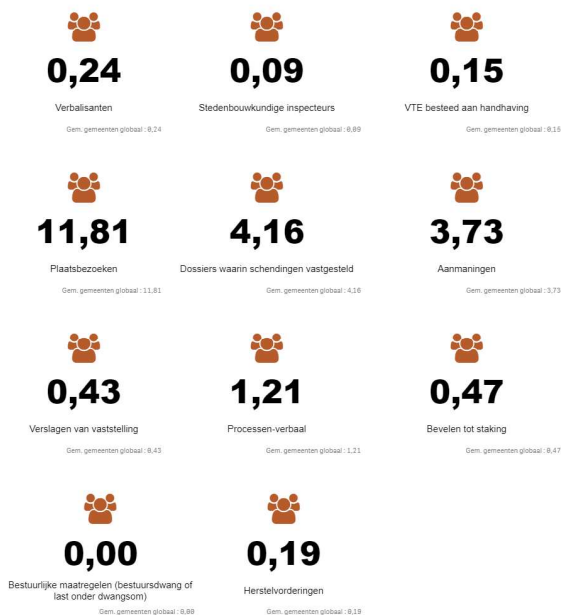 0,24
0,09
0,15
Verbalisanten
Stedenbouwkundige inspecteurs
VTE besteed aan handhaving
Gem. gemeenten globaal : 0,24
Gem. gemeenten globaal : 0,09
Gem. gemeenten globaal : 0,15
11,81
4,16
3,73
Plaatsbezoeken
Dossiers waarin schendingen vastgesteld
Aanmaningen
Gem. gemeenten globaal : 11,81
Gem. gemeenten globaal : 4,16
Gem. gemeenten globaal : 3,73
0,43
1,21
0,47
Verslagen van vaststelling
Processen-verbaal
Bevelen tot staking
Gem. gemeenten globaal : 0,43
Gem. gemeenten globaal : 1,21
Gem. gemeenten globaal : 0,47
0,00
0,19
Bestuurlijke maatregelen (bestuursdwang of
last onder dwangsom)
Herstelvorderingen
Gem. gemeenten globaal : 0,00
Gem. gemeenten globaal : 0,19